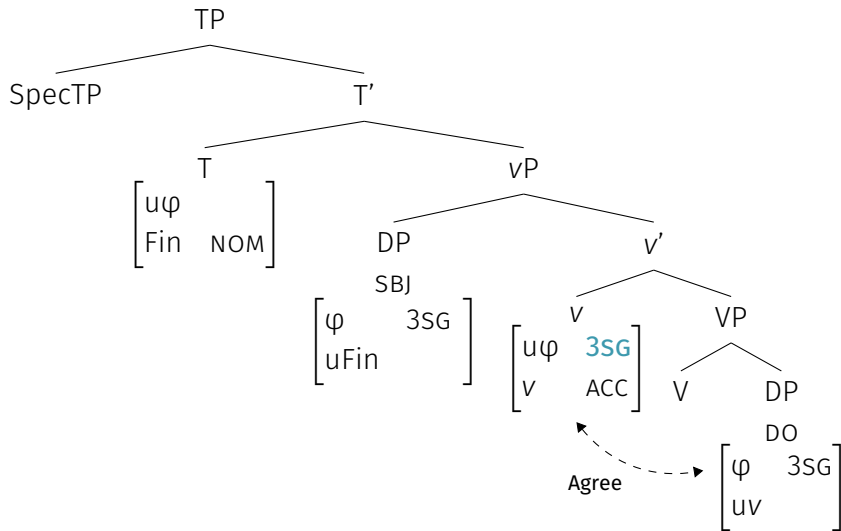 TP
SpecTP T’
T vP
uφ
Fin NOM
DP v’
SBJ
φ 3SG
uFin
v VP
uφ 3SG
v ACC
V DP
DO
Agree
φ 3SG
uv